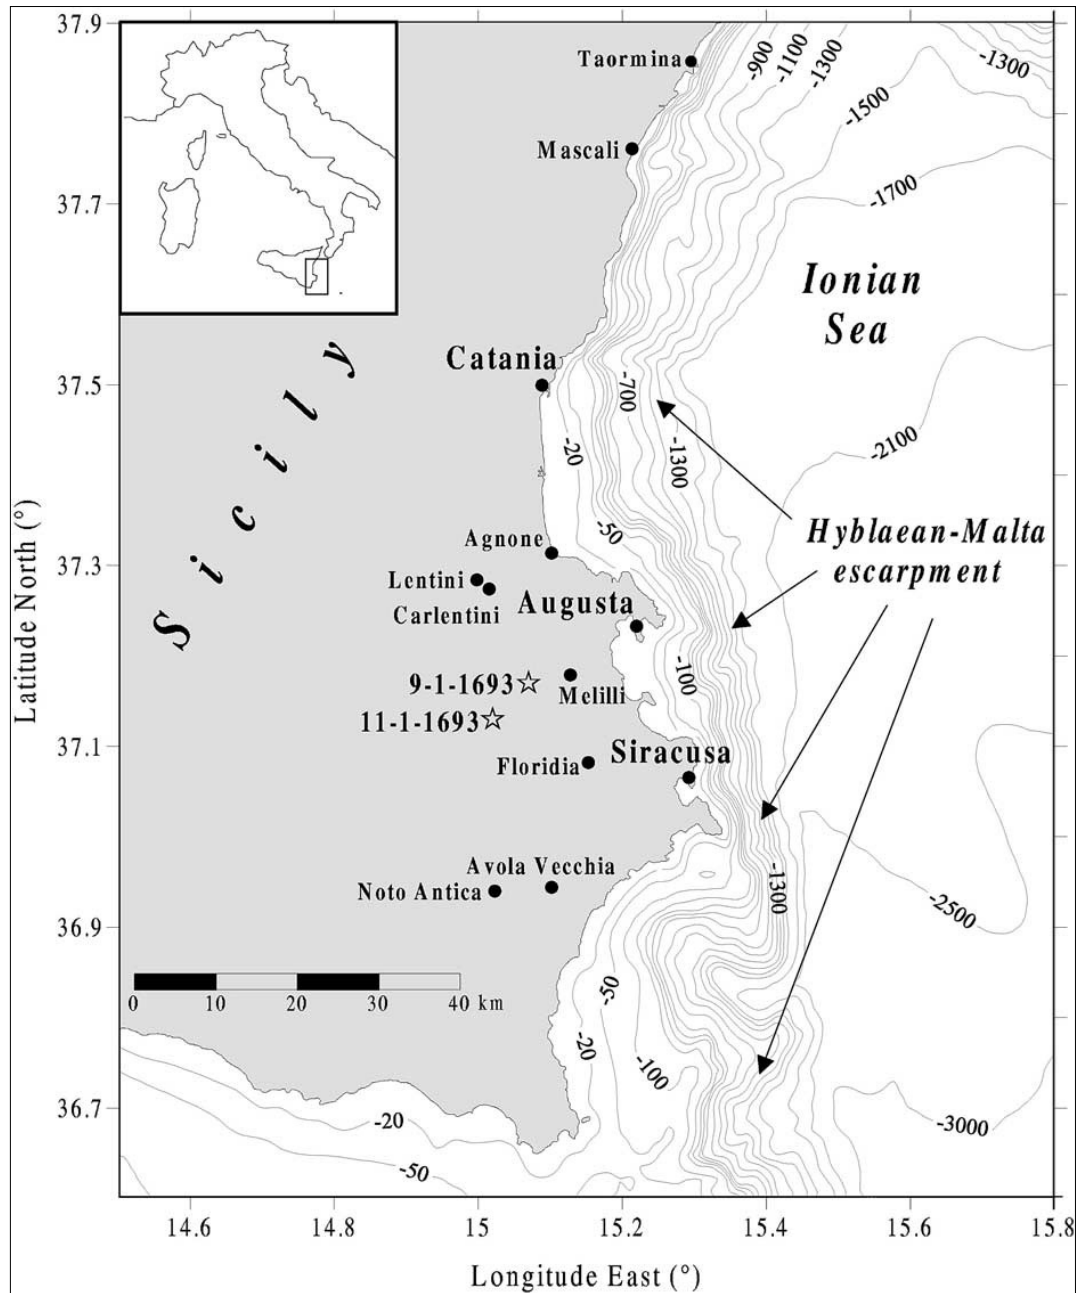 37.9
Taormina
-900
-1100
-1300
-1300
-1500
Mascali
37.7
-1700
Ionian
Sea
Sicily
Catania
37.5
-700
-20
-1300
-2100
-50
Hyblaean-Malta
escarpment
Agnone
37.3
Lentini
Carlentini
Augusta
Latitude North (°)
-100
9-1-1693
Melilli
11-1-1693
37.1
Siracusa
Floridia
Avola Vecchia
Noto Antica
-1300
-2500
36.9
0 10 20 30 40 km
-50
-20
-100
36.7
-20
-3000
-50
14.6 14.8 15 15.2 15.4 15.6 15.8
Longitude East (°)